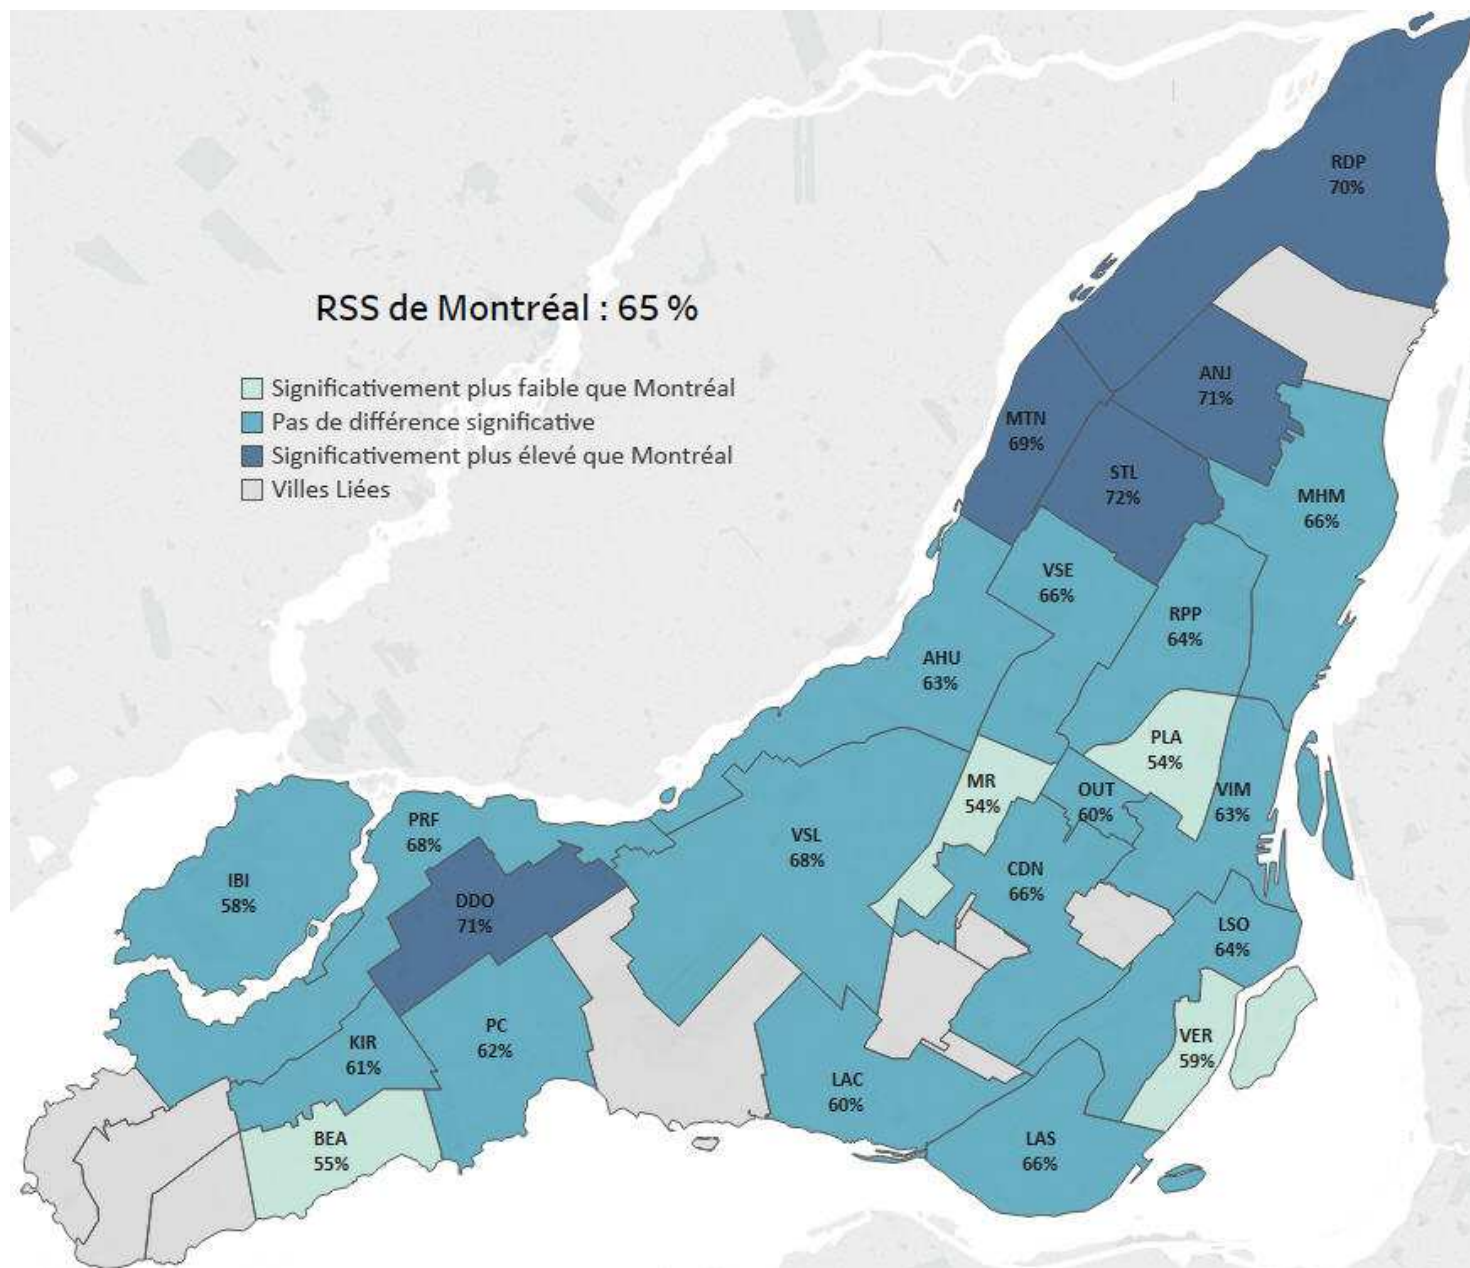 RDP
70%
RSS de Montréal : 65 %
Significativement plus faible que Montréal
Pas de différence significative
Significativement plus élevé que Montréal
Villes Liées
ANJ
71%
MTN
69%
STL
72%
MHM
66%
VSE
66%
RPP
64%
AHU
63%
PLA
54%
MR
54%
OUT
60%
VIM
63%
PRF
68%
VSL
68%
CDN
66%
IBI
58%
DDO
71%
LSO
64%
PC
62%
KIR
61%
VER
59%
LAC
60%
BEA
55%
LAS
66%